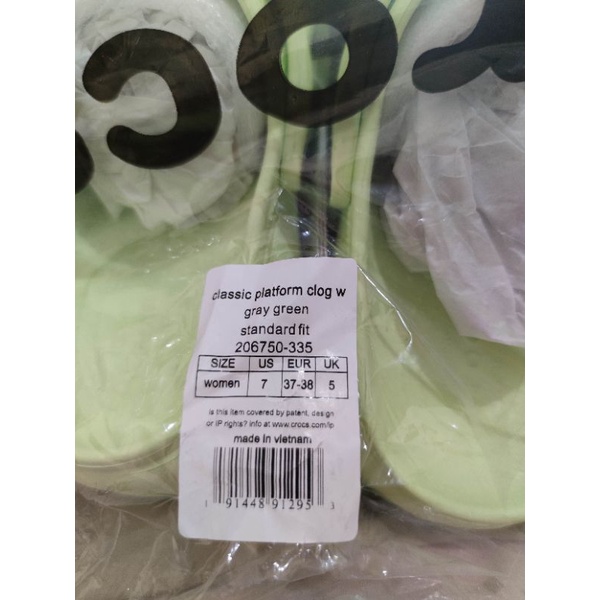 croc
classic platform clog w
gray green
standard fit
206750-335
SIZE US EUR UK
women 7 37-38 5
is this item covered by patent, design
or IP rights? info at www.crocs.com/ip
made in vietnam
1 91448 91295 3